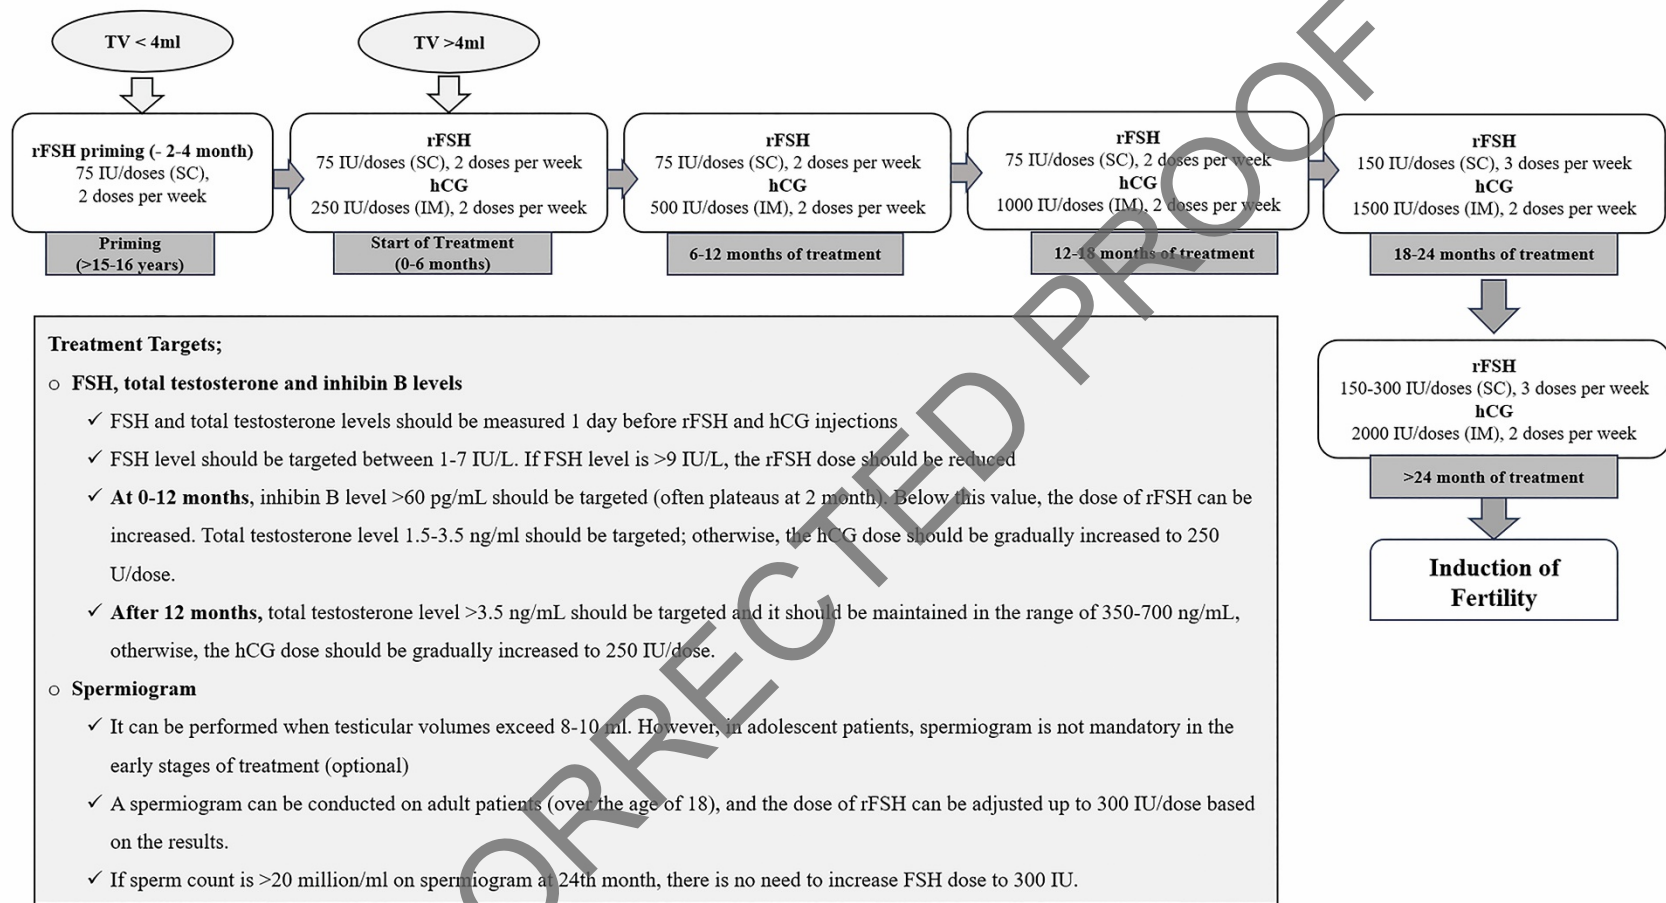 TV < 4ml
TV >4ml
rFSH priming (- 2-4 month)
75 IU/doses (SC),
2 doses per week
Priming
(>15-16 years)
rFSH
75 IU/doses (SC), 2 doses per week
hCG
250 IU/doses (IM), 2 doses per week
Start of Treatment
(0-6 months)
rFSH
75 IU/doses (SC), 2 doses per week
hCG
500 IU/doses (IM), 2 doses per week
6-12 months of treatment
rFSH
75 IU/doses (SC), 2 doses per week
hCG
1000 IU/doses (IM), 2 doses per week
12-18 months of treatment
rFSH
150 IU/doses (SC), 3 doses per week
hCG
1500 IU/doses (IM), 2 doses per week
18-24 months of treatment
rFSH
150-300 IU/doses (SC), 3 doses per week
hCG
2000 IU/doses (IM), 2 doses per week
>24 month of treatment
Induction of
Fertility
Treatment Targets;
○ FSH, total testosterone and inhibin B levels
✓ FSH and total testosterone levels should be measured 1 day before rFSH and hCG injections
✓ FSH level should be targeted between 1-7 IU/L. If FSH level is >9 IU/L, the rFSH dose should be reduced
✓ At 0-12 months, inhibin B level >60 pg/mL should be targeted (often plateaus at 2 month). Below this value, the dose of rFSH can be
increased. Total testosterone level 1.5-3.5 ng/ml should be targeted; otherwise, the hCG dose should be gradually increased to 250
U/dose.
✓ After 12 months, total testosterone level >3.5 ng/mL should be targeted and it should be maintained in the range of 350-700 ng/mL,
otherwise, the hCG dose should be gradually increased to 250 IU/dose.
○ Spermiogram
✓ It can be performed when testicular volumes exceed 8-10 ml. However, in adolescent patients, spermiogram is not mandatory in the
early stages of treatment (optional)
✓ A spermiogram can be conducted on adult patients (over the age of 18), and the dose of rFSH can be adjusted up to 300 IU/dose based
on the results.
✓ If sperm count is >20 million/ml on spermiogram at 24th month, there is no need to increase FSH dose to 300 IU.
ORRECTED PROOF